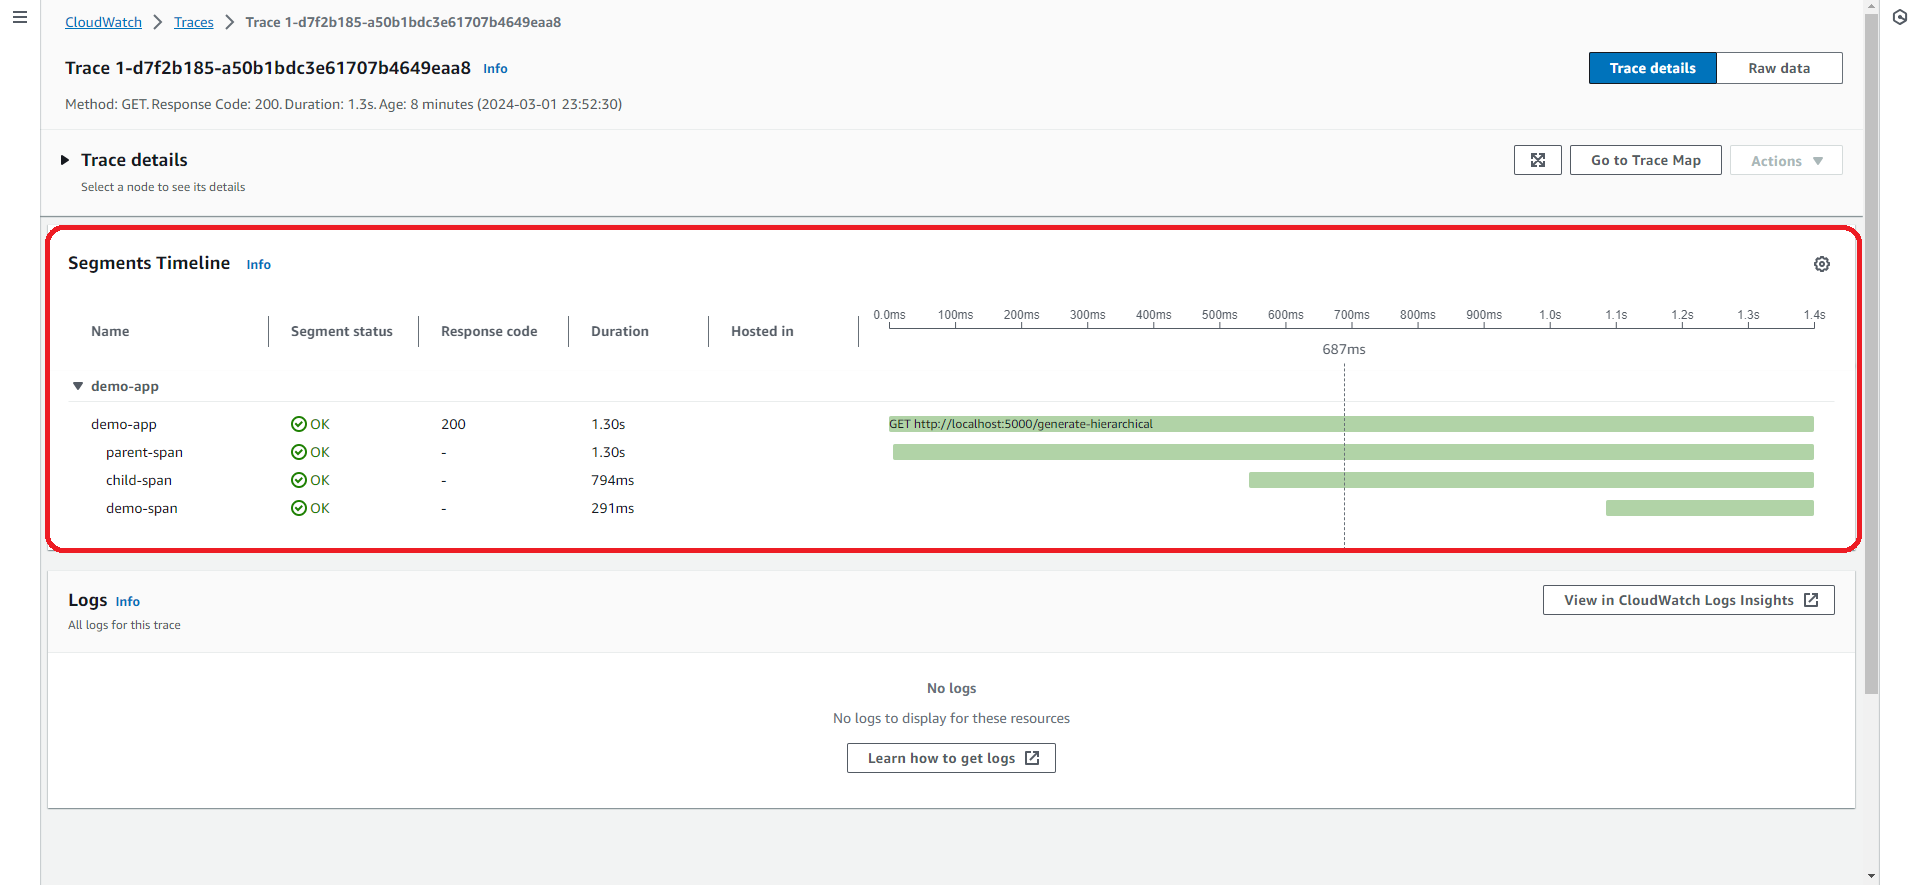 CloudWatch > Traces > Trace 1-d7f2b185-a50b1bdc3e61707b4649eaa8
Trace 1-d7f2b185-a50b1bdc3e61707b4649eaa8 Info
Trace details Raw data
Method: GET. Response Code: 200. Duration: 1.3s. Age: 8 minutes (2024-03-01 23:52:30)
Trace details
Go to Trace Map Actions
Select a node to see its details
Segments Timeline Info
Name Segment status Response code Duration Hosted in
0.0ms 100ms 200ms 300ms 400ms 500ms 600ms 700ms 800ms 900ms 1.0s 1.1s 1.2s 1.3s 1.4s
687ms
demo-app
demo-app OK 200 1.30s GET http://localhost:5000/generate-hierarchical
parent-span OK - 1.30s
child-span OK - 794ms
demo-span OK - 291ms
Logs Info
View in CloudWatch Logs Insights
All logs for this trace
No logs
No logs to display for these resources
Learn how to get logs